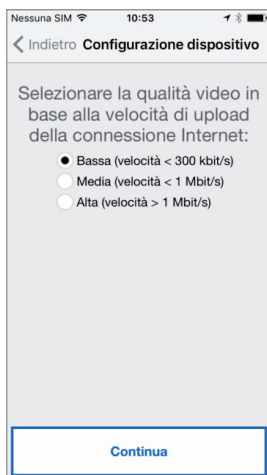 Nessuna SIM 10:53
Indietro Configurazione dispositivo
Selezionare la qualità video in
base alla velocità di upload
della connessione Internet:
Bassa (velocità < 300 kbit/s)
Media (velocità < 1 Mbit/s)
Alta (velocità > 1 Mbit/s)
Continua